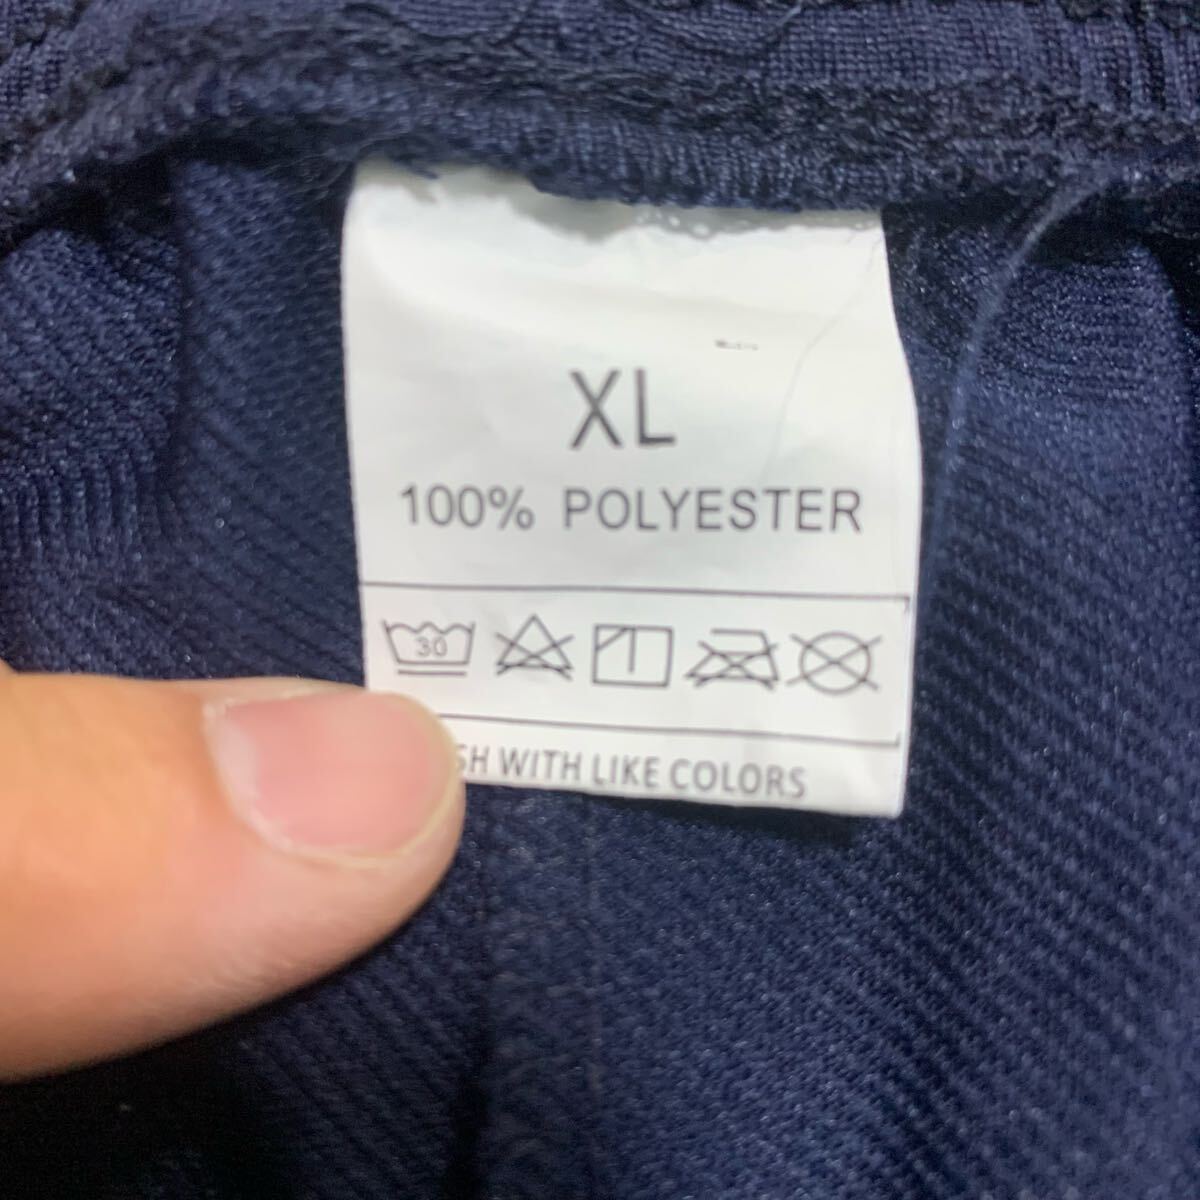 XL
100% POLYESTER
30
SH WITH LIKE COLORS